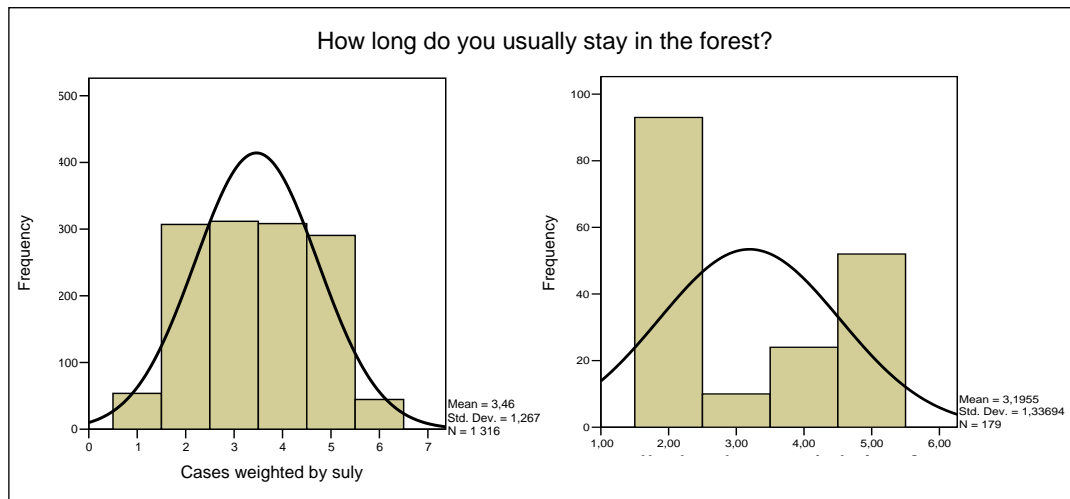 How long do you usually stay in the forest?
Frequency
500
400
300
200
100
0
0 1 2 3 4 5 6 7
Cases weighted by suly
Mean = 3,46
Std. Dev. = 1,267
N = 1 316
Frequency
100
80
60
40
20
0
1,00 2,00 3,00 4,00 5,00 6,00
Mean = 3,1955
Std. Dev. = 1,33694
N = 179